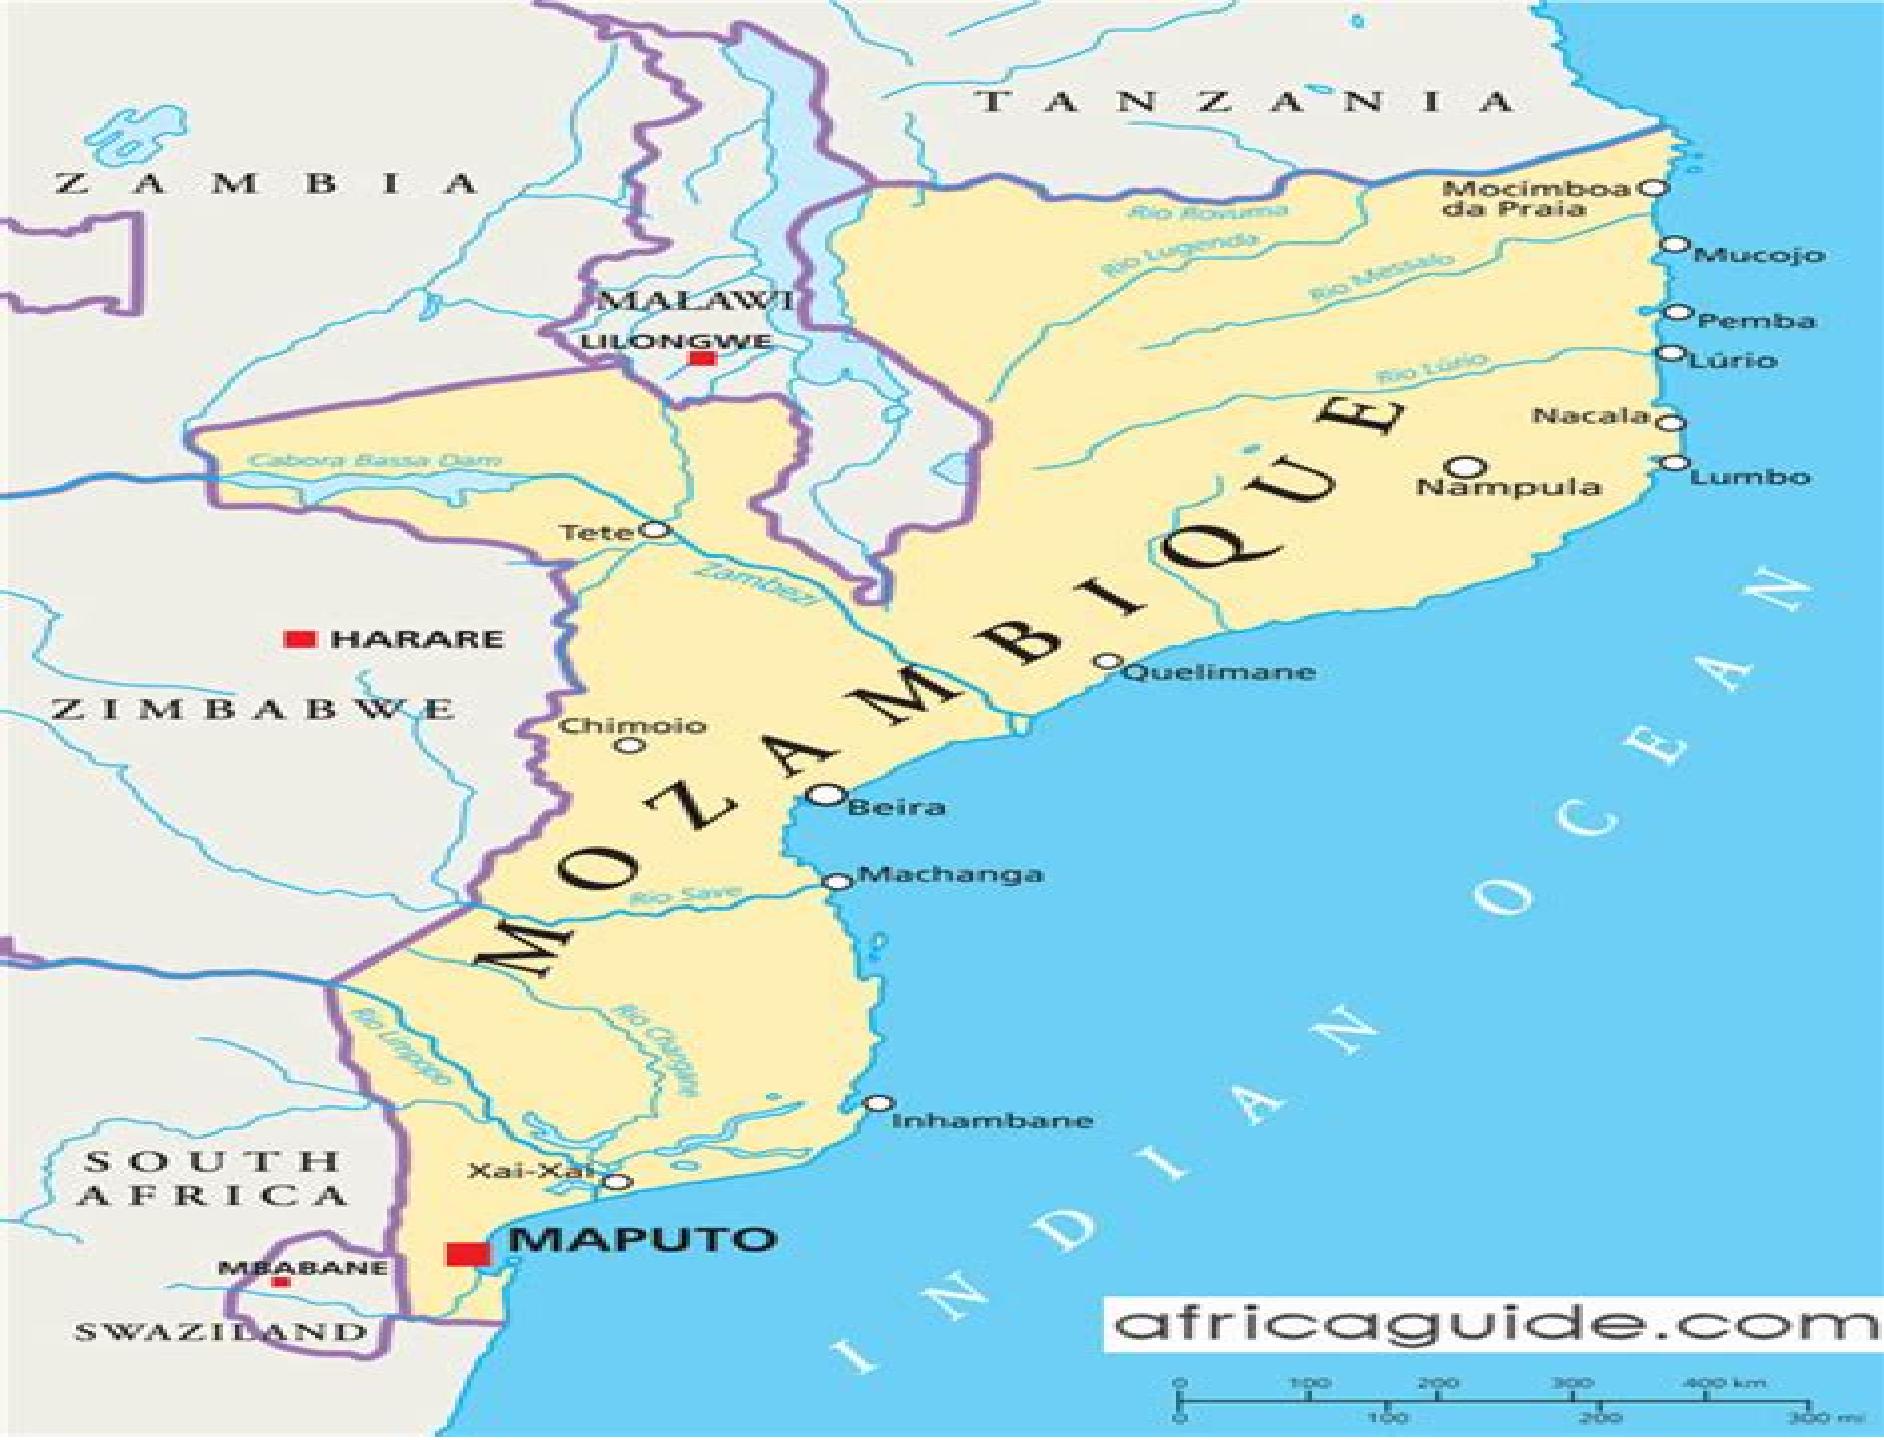 TANZANIA
ZAMBIA
Mocimboa
da Praia
Rio Rovuma
Rio Lugenda
Mucojo
Rio Messalo
MALAWI
Pemba
LILONGWE
Lúrio
Rio Lúrio
Nacala
Cabora Bassa Dam
Nampula
Lumbo
Tete
Zambezi
HARARE
Quelimane
ZIMBABWE
Chimoio
MOZAMBIQUE
Beira
Machanga
Rio Save
Rio Limpopo
Rio Changane
INDIAN OCEAN
Inhambane
SOUTH
AFRICA
Xai-Xai
MAPUTO
MBABANE
SWAZILAND
africaguide.com
0 100 200 300 400 km
0 100 200 300 mi